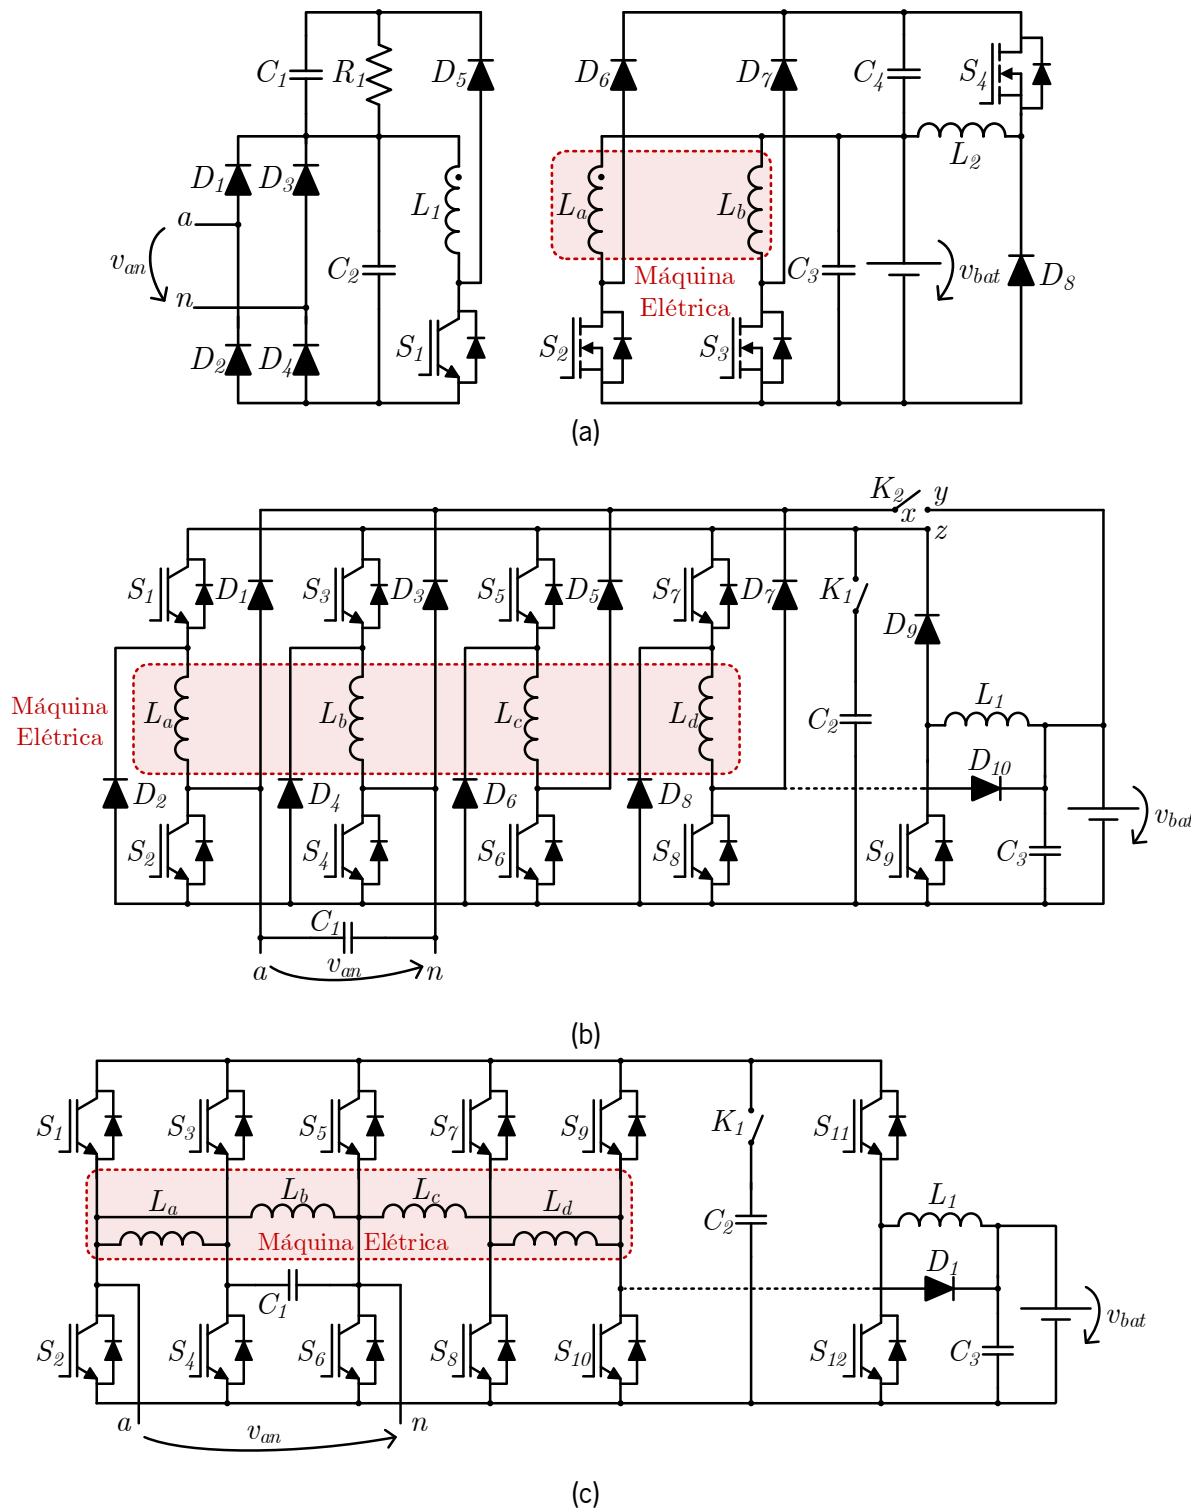 C1 R1 D5 D6 D7 C4 S4
D1 D3 L1 La Lb L2
a
van C2 Máquina C3 vbat D8
n Elétrica
D2 D4 S1 S2 S3
(a)
K2 y
x
z
S1 D1 S3 D3 S5 D5 S7 D7 K1
D9
Máquina La Lb Lc Ld C2 L1
Elétrica
D10
D2 D4 D6 D8 vbat
S2 S4 S6 S8 S9 C3
C1
a van n
(b)
S1 S3 S5 S7 S9 K1 S11
La Lb Lc Ld C2 L1
Máquina Elétrica
C1 D1
vbat
S2 S4 S6 S8 S10 S12 C3
a van n
(c)